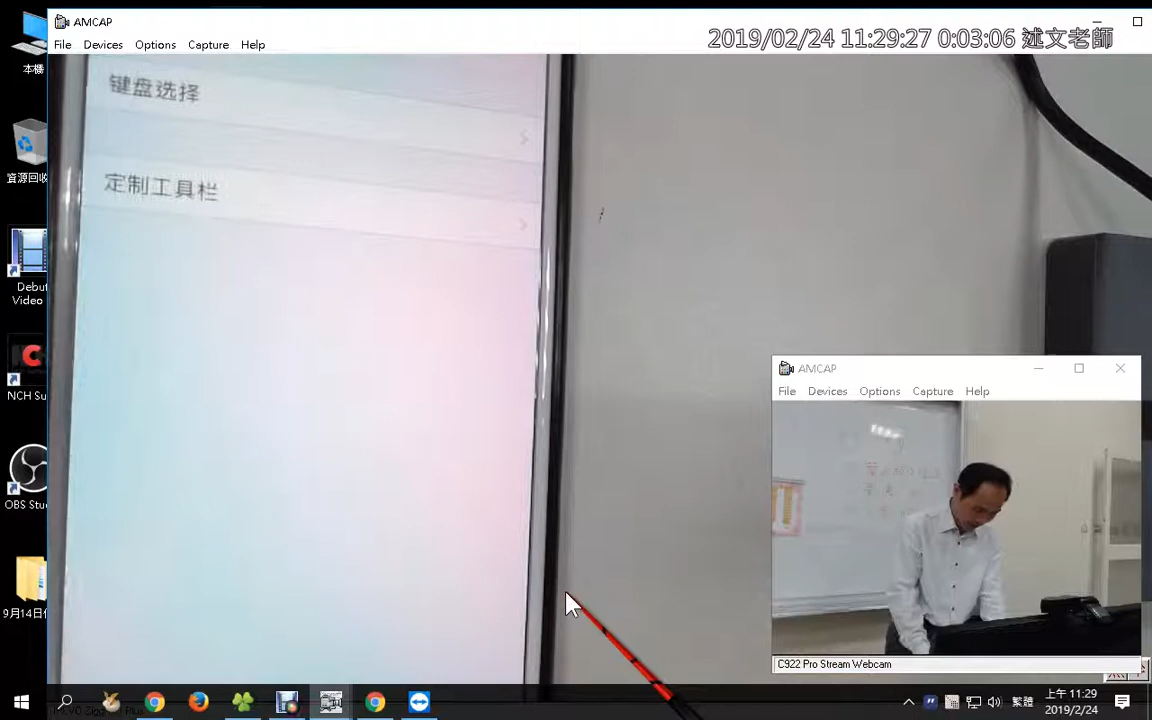 AMCAP
File Devices Options Capture Help
2019/02/24 11:29:27 0:03:06 述文老師
本機
键盘选择
資源回收
定制工具栏
Debut
Video
NCH Su
OBS Stud
9月14日
AMCAP
File Devices Options Capture Help
C922 Pro Stream Webcam
繁體
上午 11:29
2019/2/24